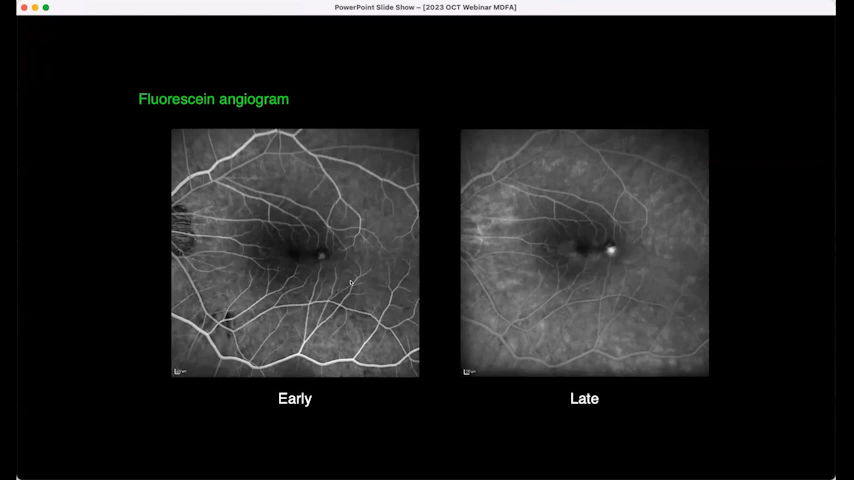 PowerPoint Slide Show – [2023 OCT Webinar MDFA]
Fluorescein angiogram
Early
Late